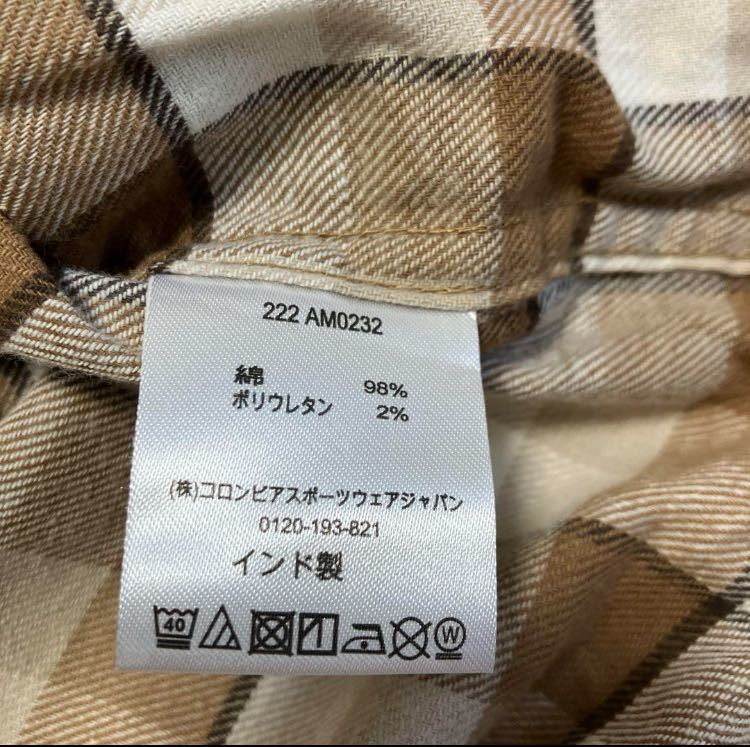 222 AM0232
綿 98%
ポリウレタン 2%
(株)コロンビアスポーツウェアジャパン
0120-193-821
インド製
40 W